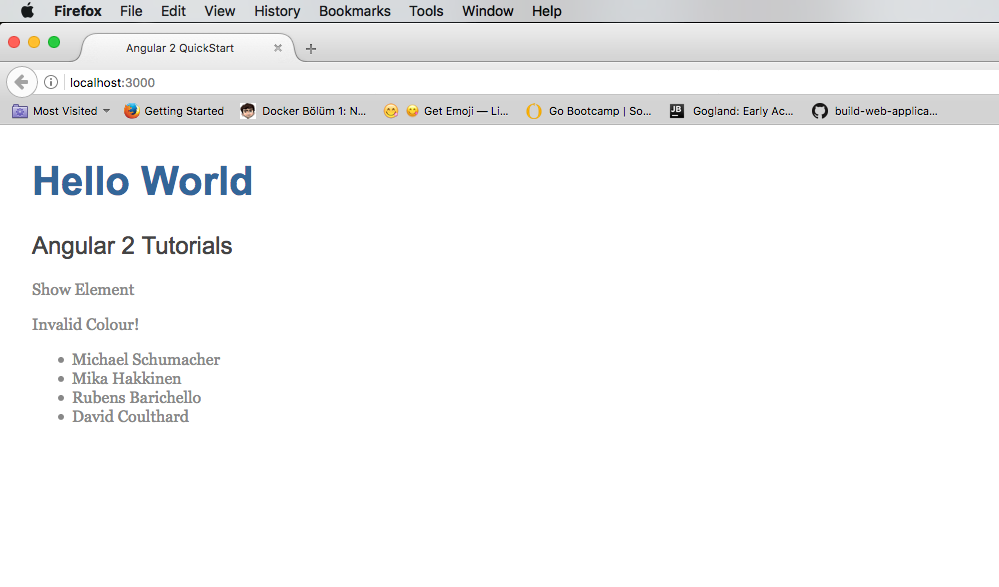 Firefox File Edit View History Bookmarks Tools Window Help
Angular 2 QuickStart
localhost:3000
Most Visited Getting Started Docker Bölüm 1: N... Get Emoji — Li... Go Bootcamp | So... JB Gogland: Early Ac... build-web-applica...
Hello World
Angular 2 Tutorials
Show Element
Invalid Colour!
Michael Schumacher
Mika Hakkinen
Rubens Barichello
David Coulthard